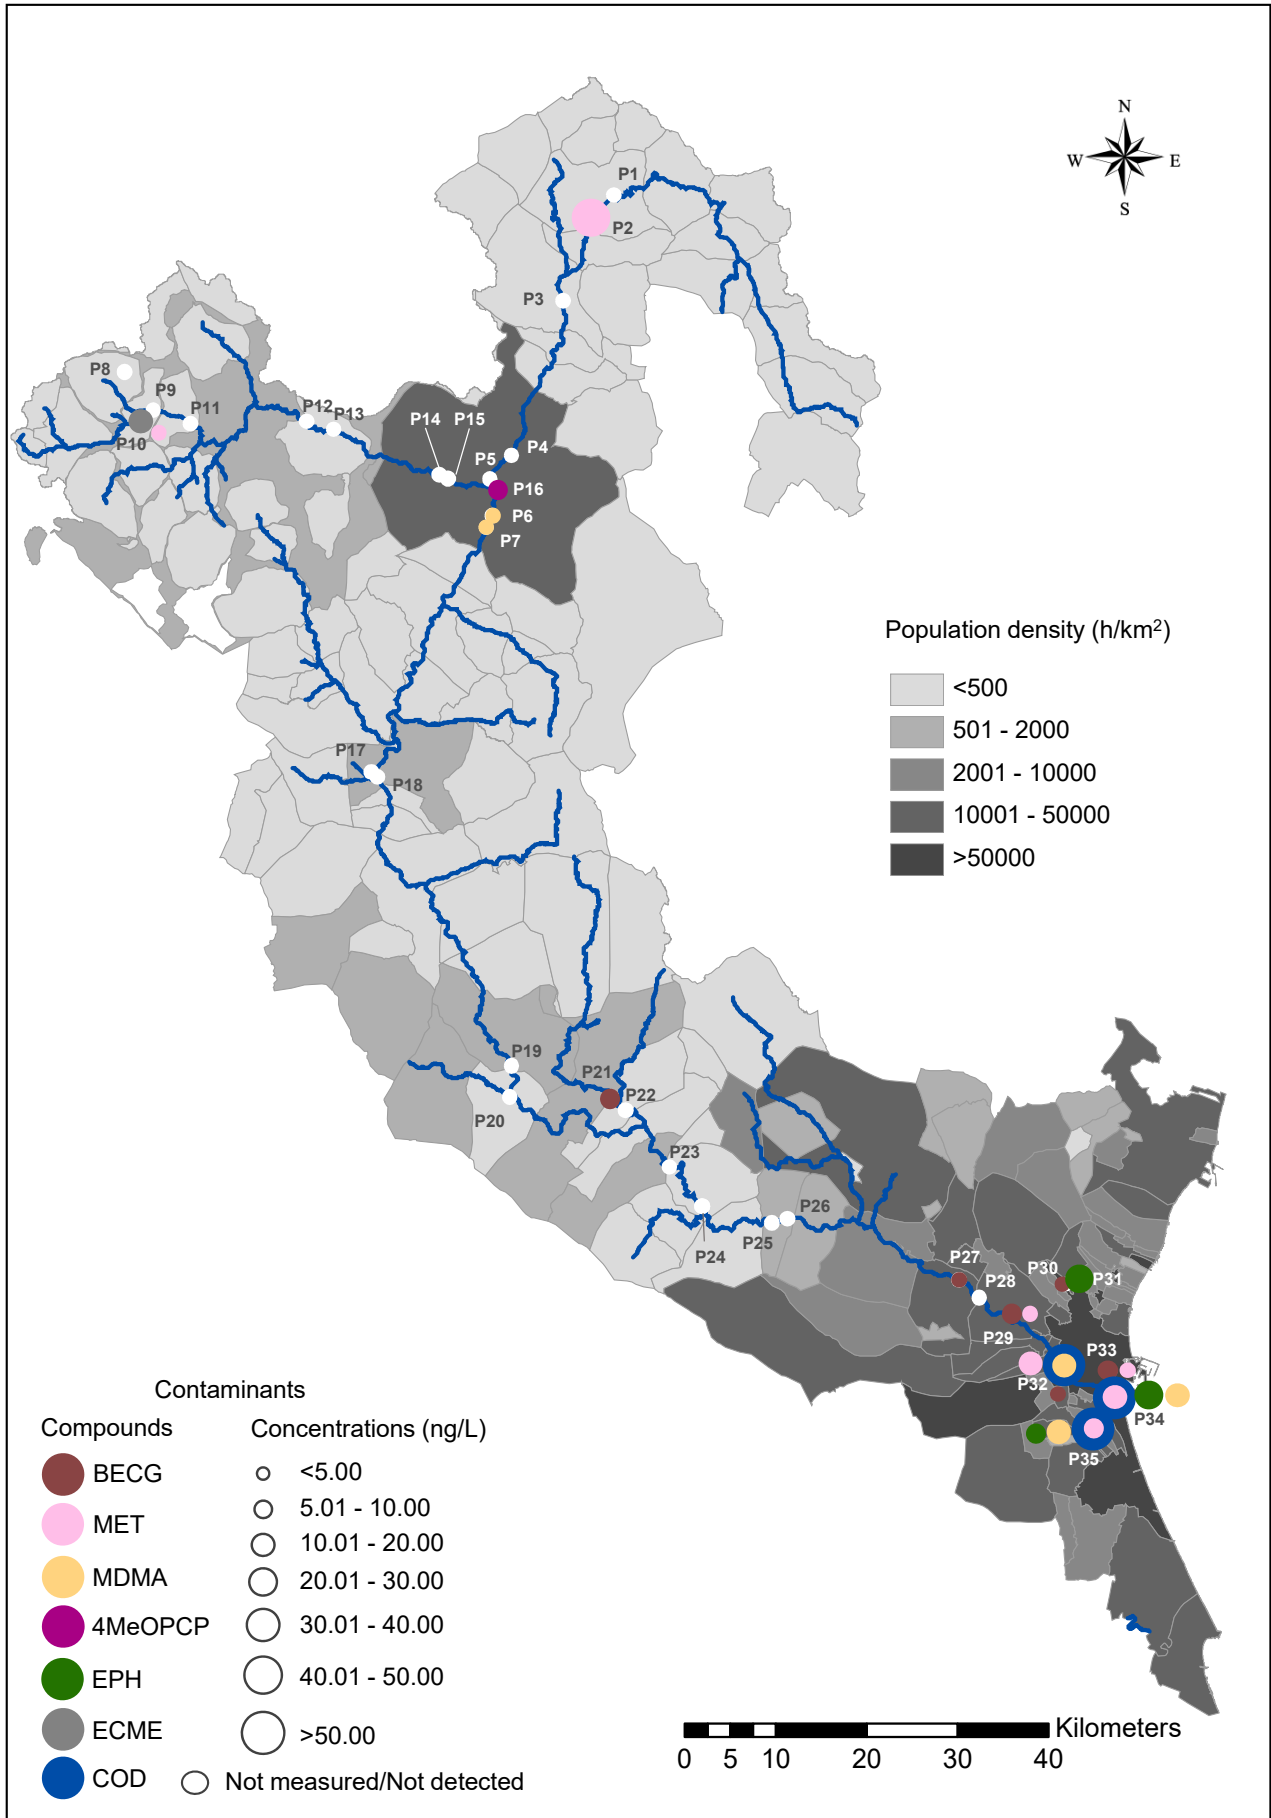 N
W E
S
P1
P2
P3
P8
P9
P11
P10
P12
P13
P14 P15
P4
P5
P16
P6
P7
Population density (h/km²)
<500
501 - 2000
2001 - 10000
10001 - 50000
>50000
P17
P18
P19
P21
P22
P20
P23
P26
P25
P24
P27
P28
P30
P31
P29
P33
P32
P34
P35
Contaminants
Compounds
BECG
MET
MDMA
4MeOPCP
EPH
ECME
COD
Concentrations (ng/L)
<5.00
5.01 - 10.00
10.01 - 20.00
20.01 - 30.00
30.01 - 40.00
40.01 - 50.00
>50.00
Not measured/Not detected
Kilometers
0 5 10 20 30 40